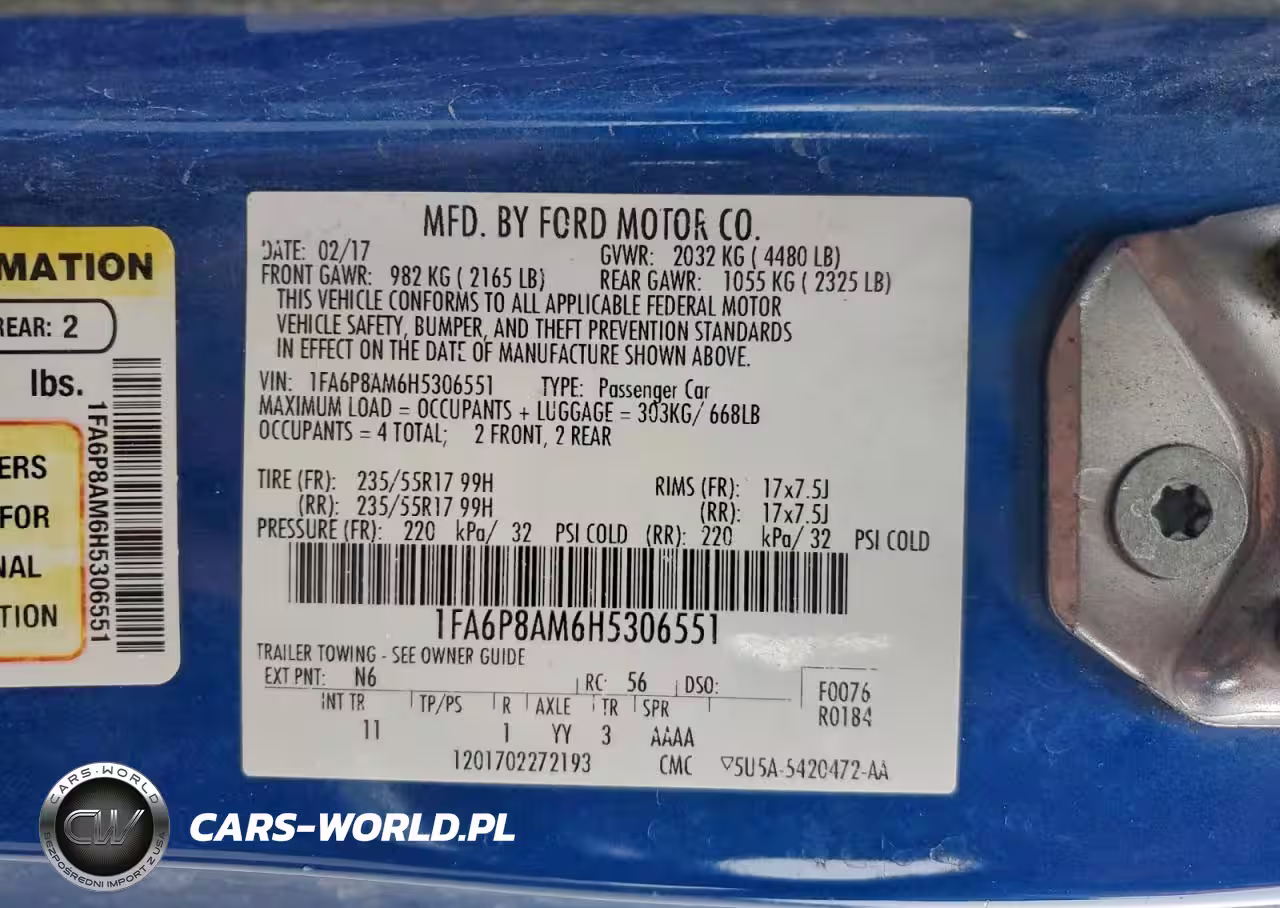 MFD. BY FORD MOTOR CO.
DATE: 02/17 GVWR: 2032 KG ( 4480 LB)
FRONT GAWR: 982 KG ( 2165 LB) REAR GAWR: 1055 KG ( 2325 LB)
THIS VEHICLE CONFORMS TO ALL APPLICABLE FEDERAL MOTOR
VEHICLE SAFETY, BUMPER, AND THEFT PREVENTION STANDARDS
IN EFFECT ON THE DATE OF MANUFACTURE SHOWN ABOVE.
VIN: 1FA6P8AM6H5306551 TYPE: Passenger Car
MAXIMUM LOAD = OCCUPANTS + LUGGAGE = 303KG/ 668LB
OCCUPANTS = 4 TOTAL; 2 FRONT, 2 REAR
TIRE (FR): 235/55R17 99H RIMS (FR): 17x7.5J
(RR): 235/55R17 99H (RR): 17x7.5J
PRESSURE (FR): 220 kPa/ 32 PSI COLD (RR): 220 kPa/ 32 PSI COLD
1FA6P8AM6H5306551
TRAILER TOWING - SEE OWNER GUIDE
EXT PNT: N6 RC: 56 DSO:
INT TR TP/PS R AXLE TR SPR
11 1 YY 3 AAAA
F0076
R0184
1201702272193 CMC ▽5U5A-5420472-AA
MATION
REAR: 2
lbs.
1FA6P8AM6H5306551
ERS
FOR
NAL
TION
CARS-WORLD
CW
BEZPOŚREDNI IMPORT Z USA
CARS-WORLD.PL